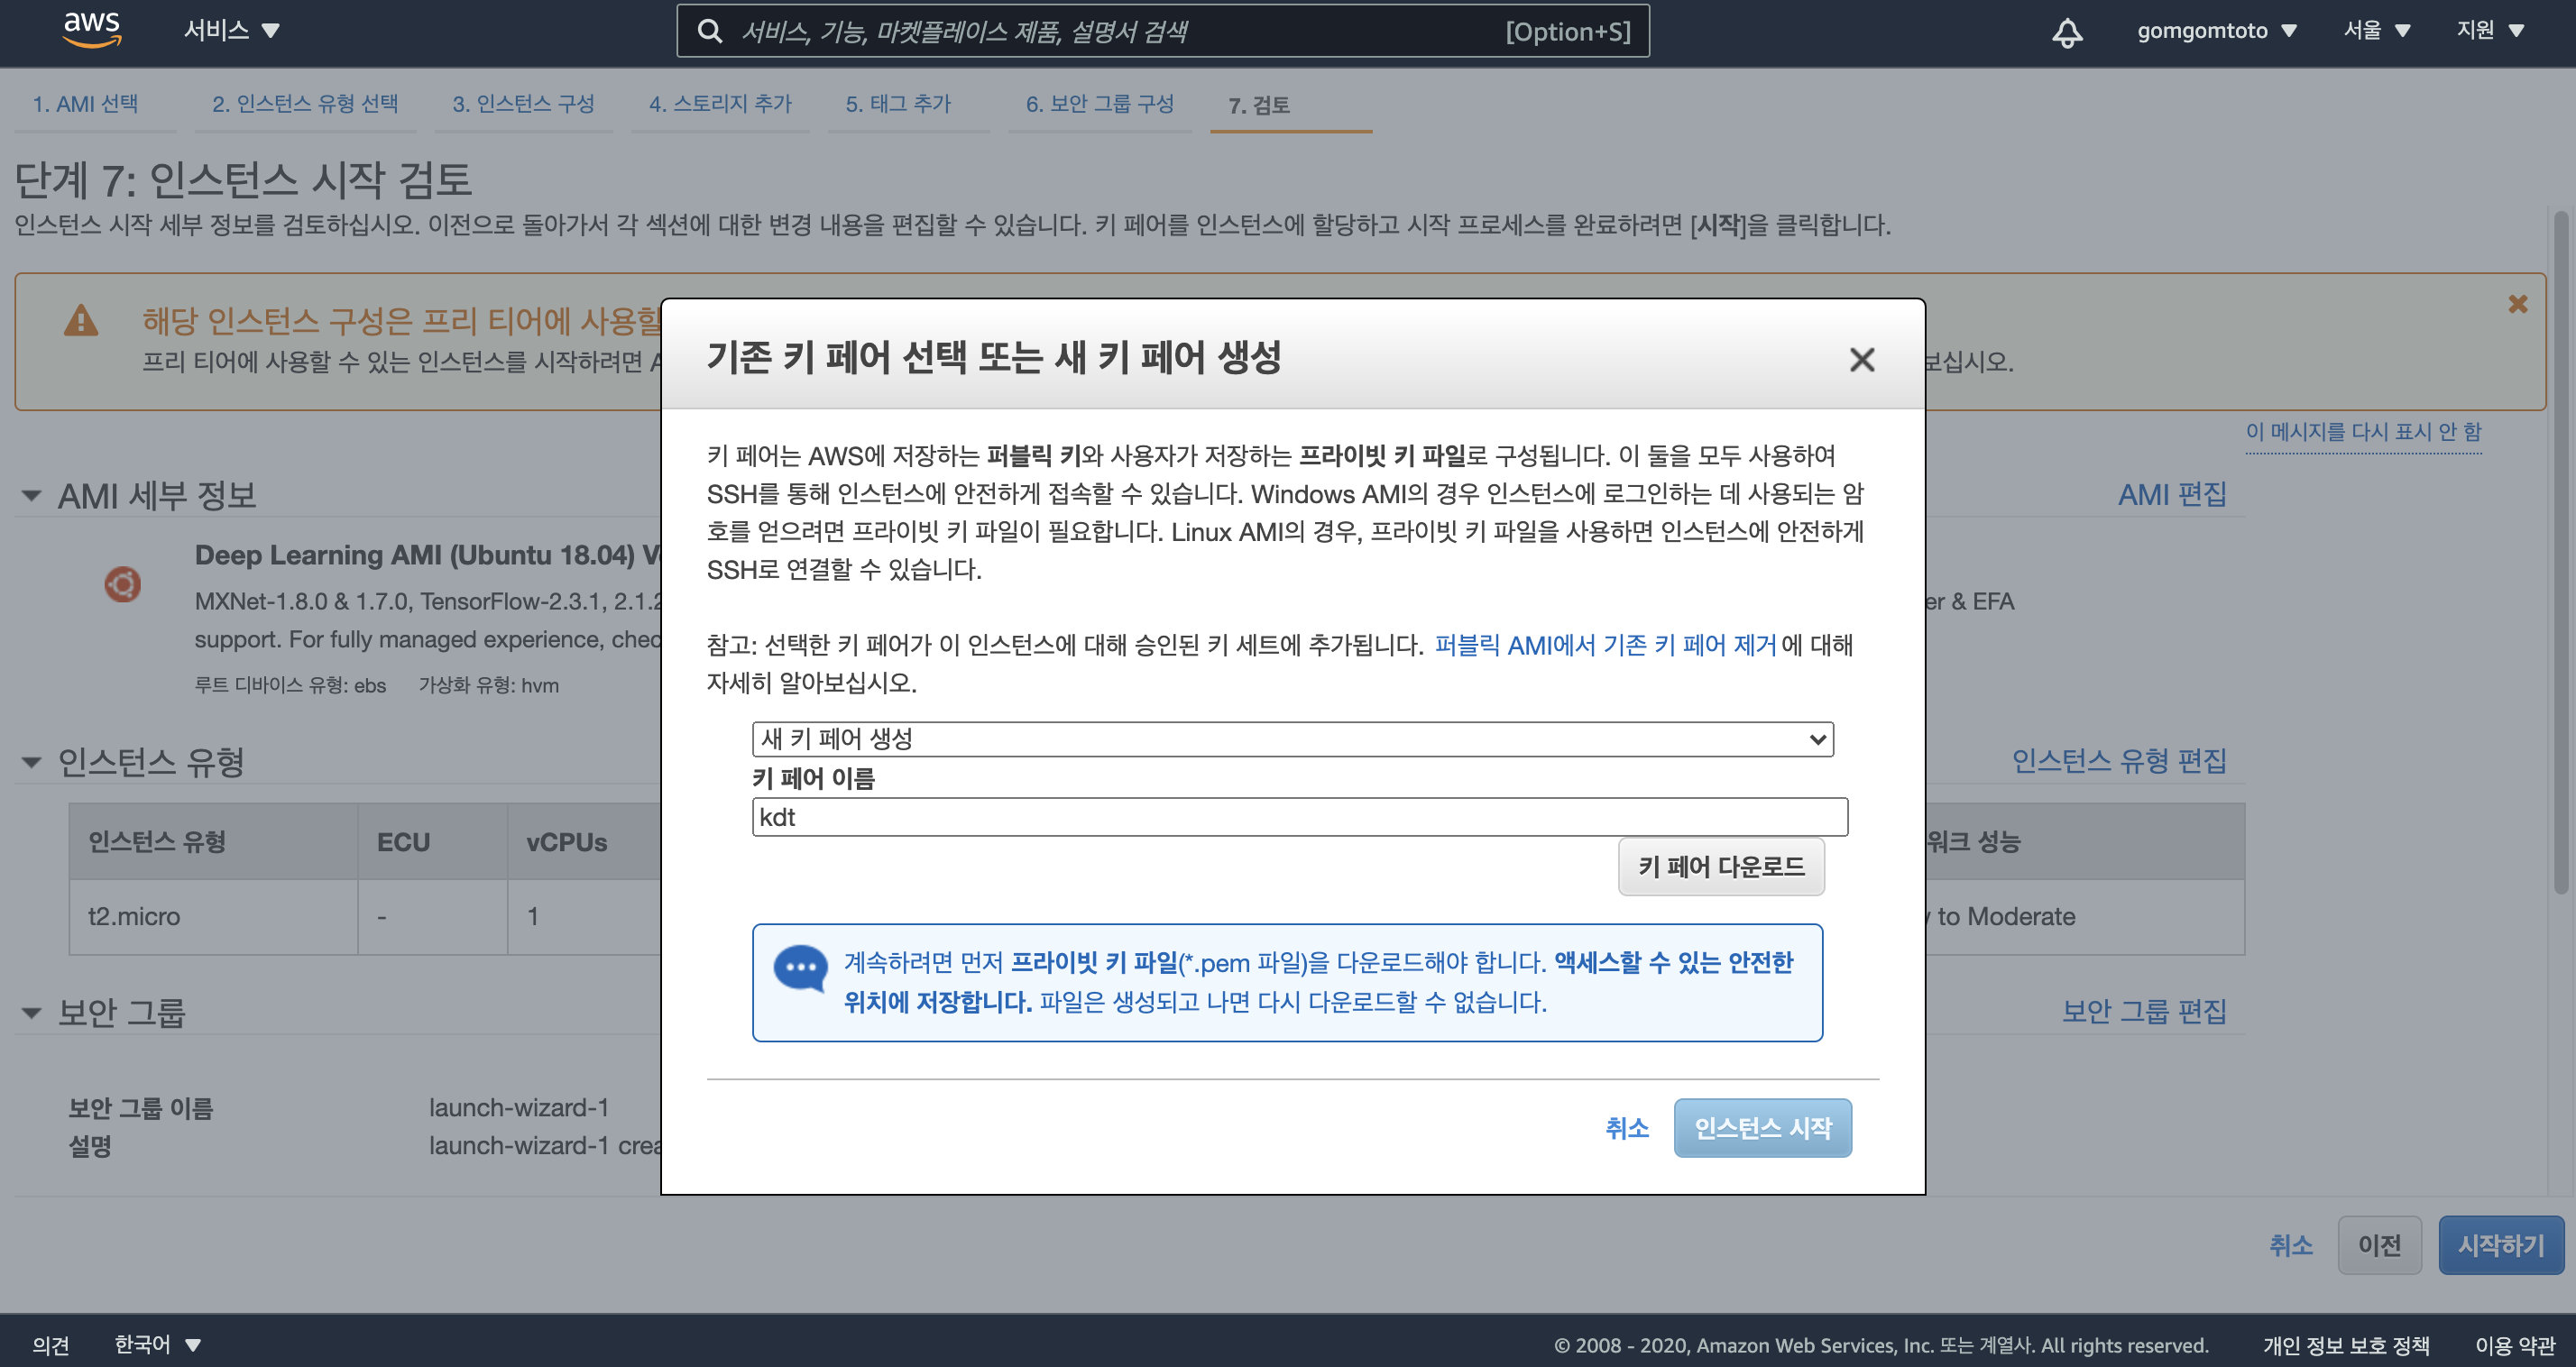 aws 서비스 서비스, 기능, 마켓플레이스 제품, 설명서 검색 [Option+S] gomgomtoto 서울 지원
1. AMI 선택 2. 인스턴스 유형 선택 3. 인스턴스 구성 4. 스토리지 추가 5. 태그 추가 6. 보안 그룹 구성 7. 검토
단계 7: 인스턴스 시작 검토
인스턴스 시작 세부 정보를 검토하십시오. 이전으로 돌아가서 각 섹션에 대한 변경 내용을 편집할 수 있습니다. 키 페어를 인스턴스에 할당하고 시작 프로세스를 완료하려면 [시작]을 클릭합니다.
해당 인스턴스 구성은 프리 티어에 사용할
프리 티어에 사용할 수 있는 인스턴스를 시작하려면 A
보십시오.
이 메시지를 다시 표시 안 함
AMI 세부 정보
AMI 편집
Deep Learning AMI (Ubuntu 18.04)
MXNet-1.8.0 & 1.7.0, TensorFlow-2.3.1, 2.1.2
er & EFA
support. For fully managed experience, chec
루트 디바이스 유형: ebs 가상화 유형: hvm
인스턴스 유형
인스턴스 유형 편집
인스턴스 유형 ECU vCPUs
워크 성능
t2.micro - 1
to Moderate
보안 그룹
보안 그룹 편집
보안 그룹 이름 launch-wizard-1
설명 launch-wizard-1 crea
기존 키 페어 선택 또는 새 키 페어 생성
키 페어는 AWS에 저장하는 퍼블릭 키와 사용자가 저장하는 프라이빗 키 파일로 구성됩니다. 이 둘을 모두 사용하여
SSH를 통해 인스턴스에 안전하게 접속할 수 있습니다. Windows AMI의 경우 인스턴스에 로그인하는 데 사용되는 암
호를 얻으려면 프라이빗 키 파일이 필요합니다. Linux AMI의 경우, 프라이빗 키 파일을 사용하면 인스턴스에 안전하게
SSH로 연결할 수 있습니다.
참고: 선택한 키 페어가 이 인스턴스에 대해 승인된 키 세트에 추가됩니다. 퍼블릭 AMI에서 기존 키 페어 제거에 대해
자세히 알아보십시오.
새 키 페어 생성
키 페어 이름
kdt
키 페어 다운로드
계속하려면 먼저 프라이빗 키 파일(*.pem 파일)을 다운로드해야 합니다. 액세스할 수 있는 안전한
위치에 저장합니다. 파일은 생성되고 나면 다시 다운로드할 수 없습니다.
취소 인스턴스 시작
취소 이전 시작하기
의견 한국어 © 2008 - 2020, Amazon Web Services, Inc. 또는 계열사. All rights reserved. 개인 정보 보호 정책 이용 약관